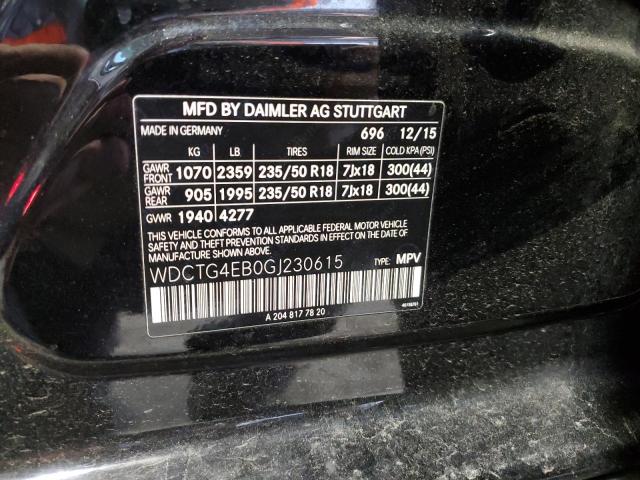 MFD BY DAIMLER AG STUTTGART
MADE IN GERMANY 696 12/15
KG LB TIRES RIM SIZE COLD KPA (PSI)
GAWR FRONT 1070 2359 235/50 R18 7Jx18 300(44)
GAWR REAR 905 1995 235/50 R18 7Jx18 300(44)
GVWR 1940 4277
THIS VEHICLE CONFORMS TO ALL APPLICABLE FEDERAL MOTOR
VEHICLE SAFETY AND THEFT PREVENTION STANDARDS IN EFFECT ON THE DATE OF
MANUFACTURE SHOWN ABOVE.
WDCTG4EB0GJ230615 TYPE: MPV
A 204 817 78 20